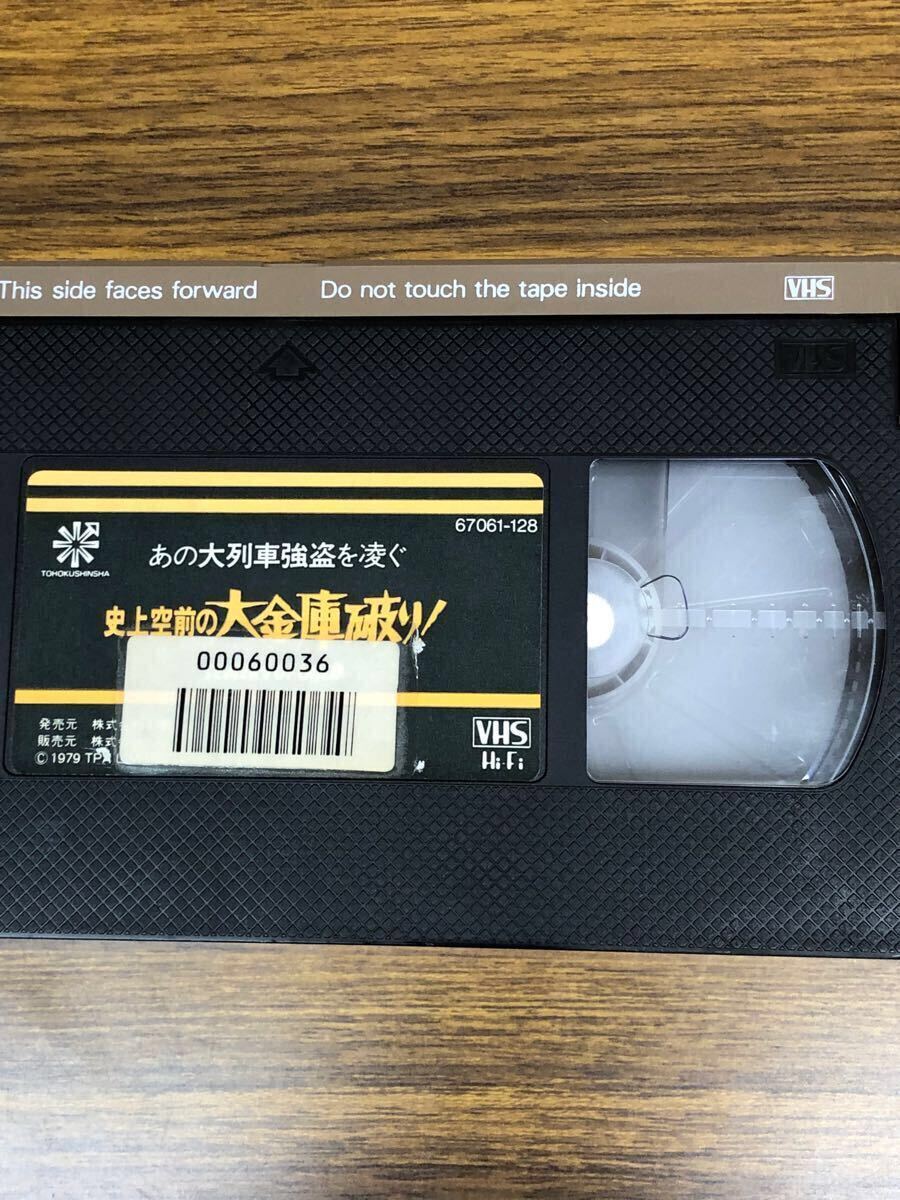 This side faces forward Do not touch the tape inside VHS
VHS
67061-128
TOHOKUSHINSHA
あの大列車強盗を凌ぐ
史上空前の大金庫破り!
00060036
発売元 株式
販売元 株式
© 1979 TPA
VHS
Hi-Fi